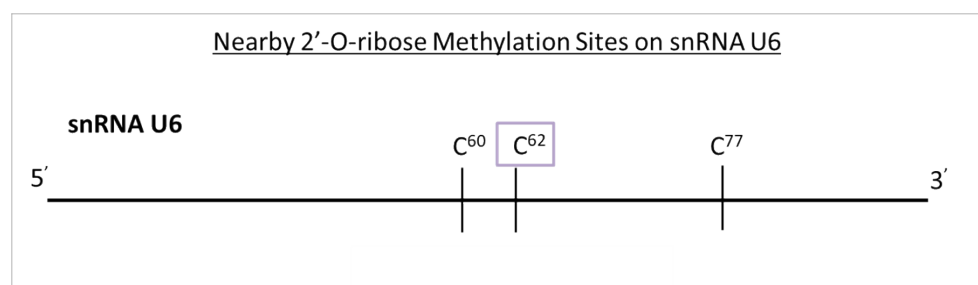 Nearby 2’-O-ribose Methylation Sites on snRNA U6
snRNA U6
C⁶⁰ C⁶² C⁷⁷
5’ 3’